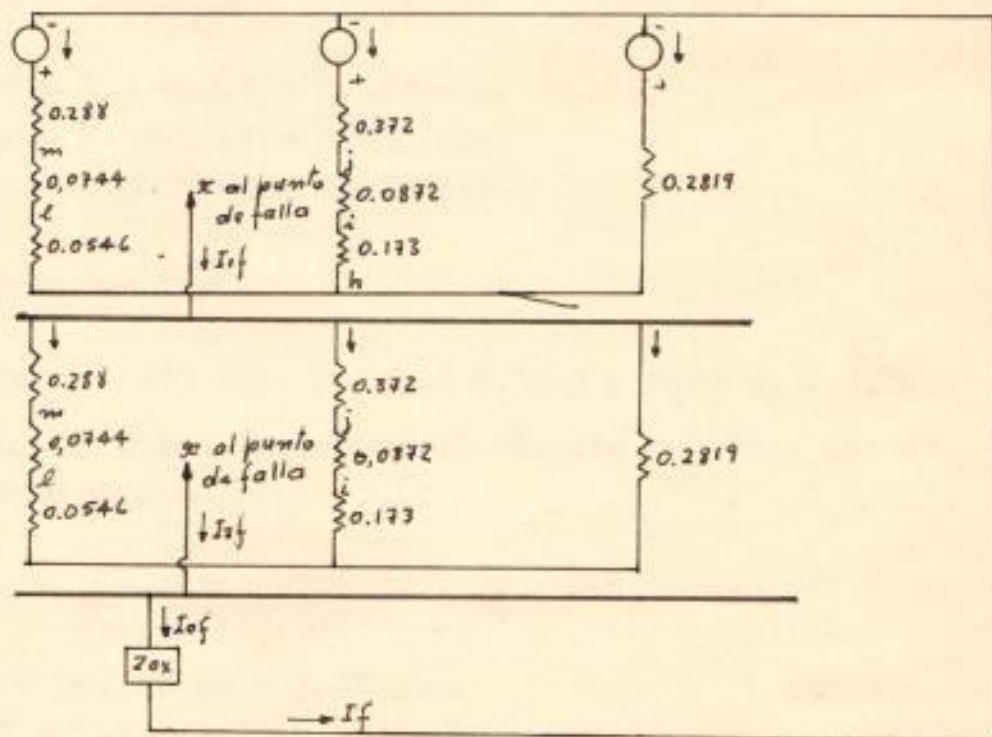 - - -
+ + +
0.288
0.372
0.2819
m
j
0,0744
0.0872
x al punto
de falla
l
i
0.0546
0.173
I1f
h
0.288
0.372
m
j
0,0744
0,0872
0.2819
x al punto
de falla
l
i
0.0546
0.173
I2f
Iof
Zox
If